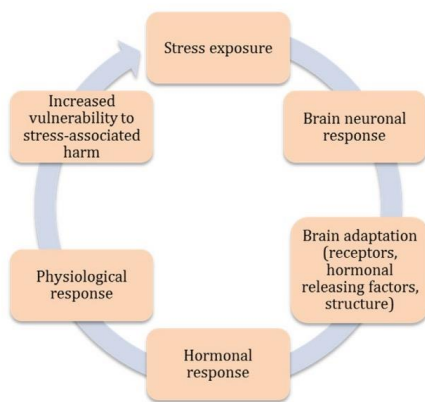 Stress exposure
Brain neuronal
response
Brain adaptation
(receptors,
hormonal
releasing factors,
structure)
Hormonal
response
Physiological
response
Increased
vulnerability to
stress-associated
harm